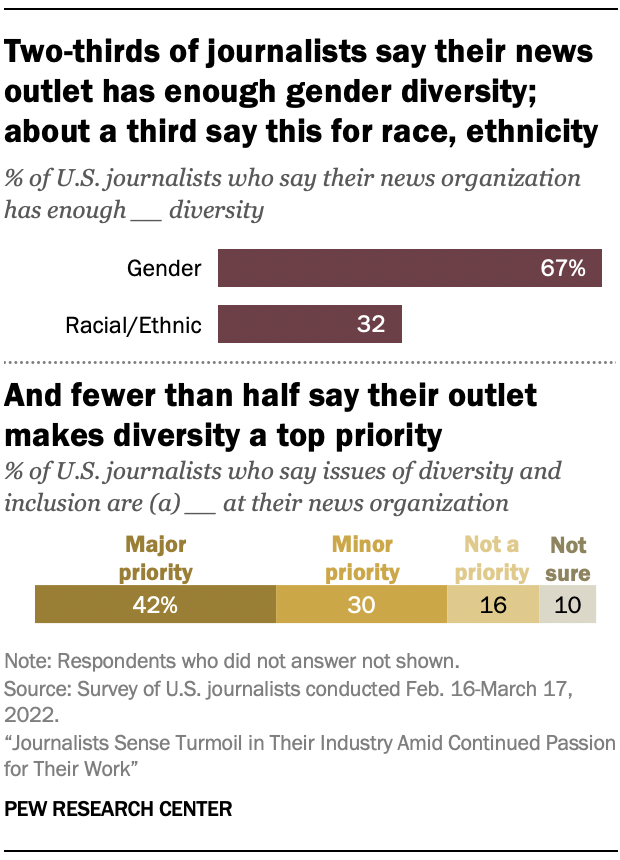 Two-thirds of journalists say their news
outlet has enough gender diversity;
about a third say this for race, ethnicity
% of U.S. journalists who say their news organization
has enough __ diversity
Gender 67%
Racial/Ethnic 32
And fewer than half say their outlet
makes diversity a top priority
% of U.S. journalists who say issues of diversity and
inclusion are (a) __ at their news organization
Major Minor Not a Not
priority priority priority sure
42% 30 16 10
Note: Respondents who did not answer not shown.
Source: Survey of U.S. journalists conducted Feb. 16-March 17,
2022.
“Journalists Sense Turmoil in Their Industry Amid Continued Passion
for Their Work”
PEW RESEARCH CENTER